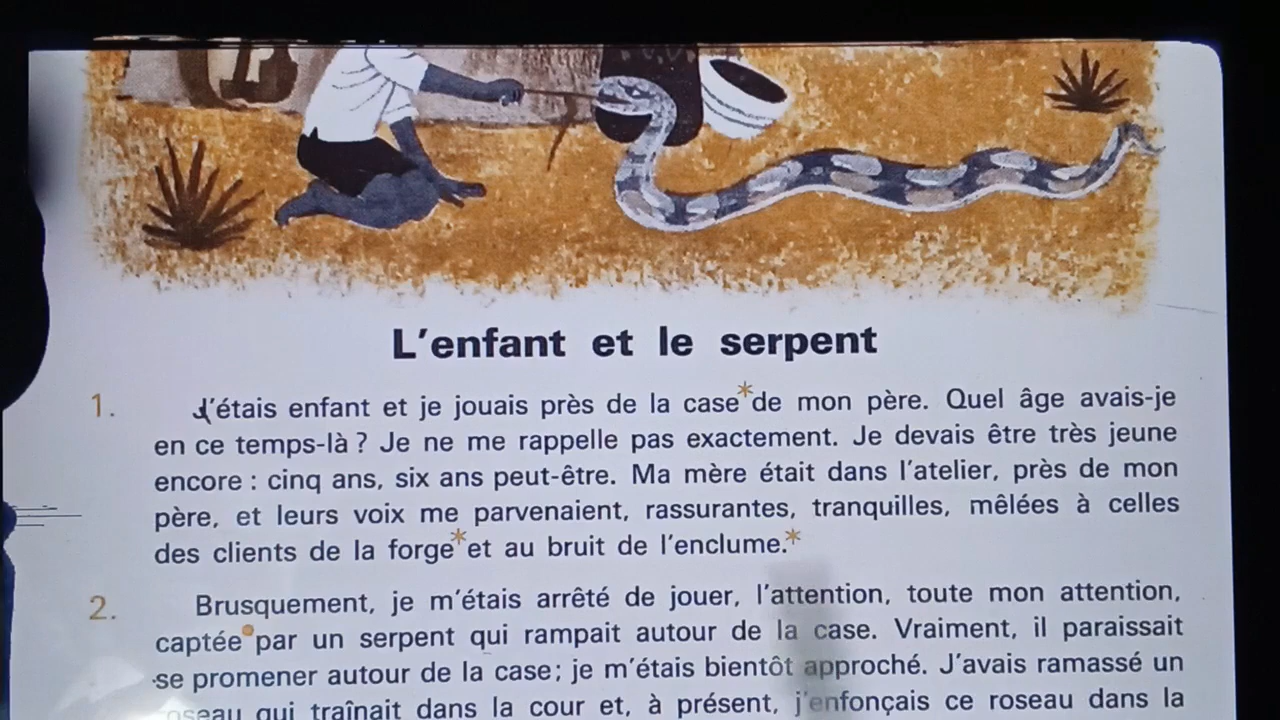 L'enfant et le serpent
1. J'étais enfant et je jouais près de la case* de mon père. Quel âge avais-je
en ce temps-là ? Je ne me rappelle pas exactement. Je devais être très jeune
encore : cinq ans, six ans peut-être. Ma mère était dans l'atelier, près de mon
père, et leurs voix me parvenaient, rassurantes, tranquilles, mêlées à celles
des clients de la forge* et au bruit de l'enclume.*
2. Brusquement, je m'étais arrêté de jouer, l'attention, toute mon attention,
captée• par un serpent qui rampait autour de la case. Vraiment, il paraissait
se promener autour de la case ; je m'étais bientôt approché. J'avais ramassé un
roseau qui traînait dans la cour et, à présent, j'enfonçais ce roseau dans la